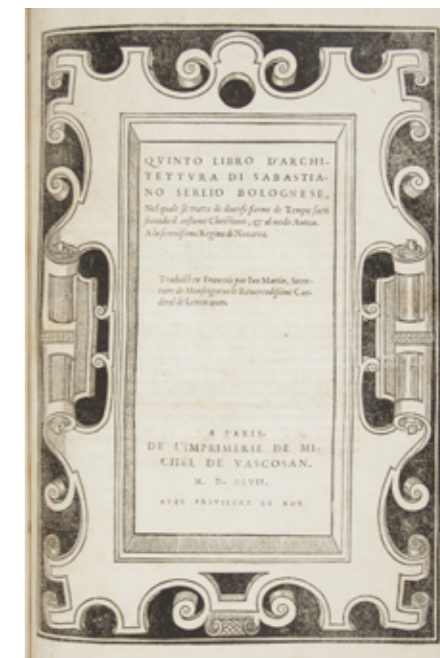 QVINTO LIBRO D'ARCHI-
TETTVRA DI SABASTIA-
NO SERLIO BOLOGNESE,
Nel quale se tratta de diuerse forme de Tempij sacri
secondo il costume Christiano, & al modo Antico.
A la serenissima Regina di Nauarra.
Traduict en Francois par Ian Martin, Secre-
taire de Monseigneur le Reuerendissime Car-
dinal de Lenoncourt.
A PARIS,
DE L'IMPRIMERIE DE MI-
CHEL DE VASCOSAN.
M. D. XLVII.
AVEC PRIVILEGE DV ROY.